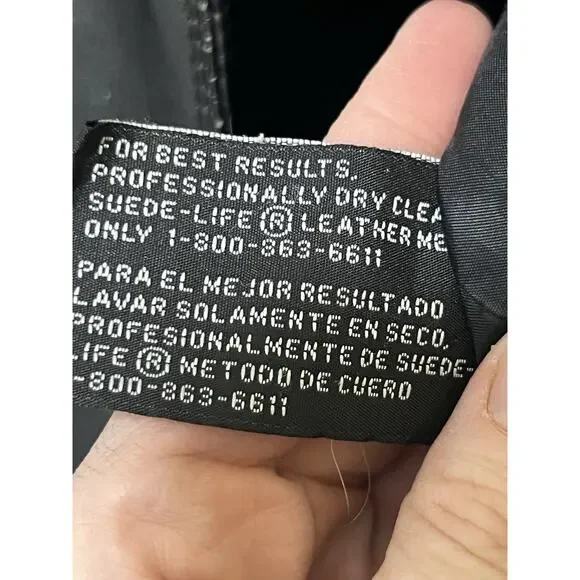 FOR BEST RESULTS,
PROFESSIONALLY DRY CLEA
SUEDE-LIFE ® LEATHER ME
ONLY 1-800-863-6611
PARA EL MEJOR RESULTADO
LAVAR SOLAMENTE EN SECO.
PROFESIONALMENTE DE SUEDE-
LIFE ® METODO DE CUERO
-800-863-6611